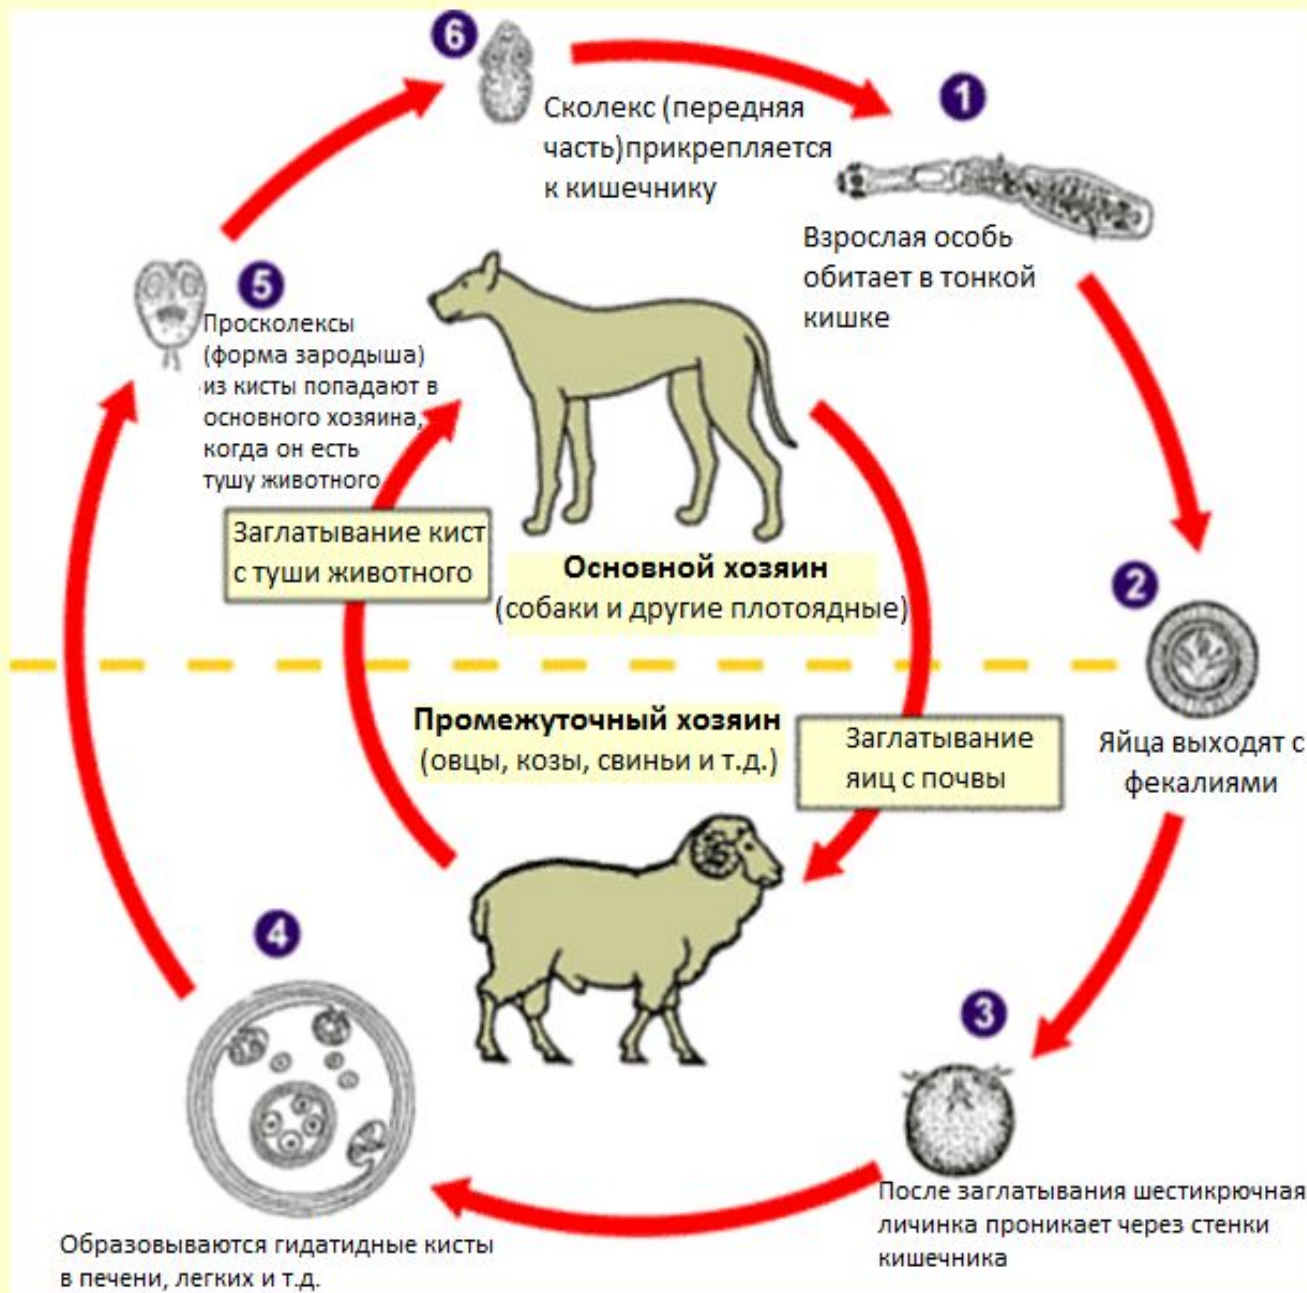 6
Сколекс (передняя
часть)прикрепляется
к кишечнику
1
Взрослая особь
обитает в тонкой
кишке
5
Просколексы
(форма зародыша)
из кисты попадают в
основного хозяина,
когда он есть
тушу животного
Заглатывание кист
с туши животного
Основной хозяин
(собаки и другие плотоядные)
2
Яйца выходят с
фекалиями
Промежуточный хозяин
(овцы, козы, свиньи и т.д.)
Заглатывание
яиц с почвы
4
Образовываются гидатидные кисты
в печени, легких и т.д.
3
После заглатывания шестикрючная
личинка проникает через стенки
кишечника